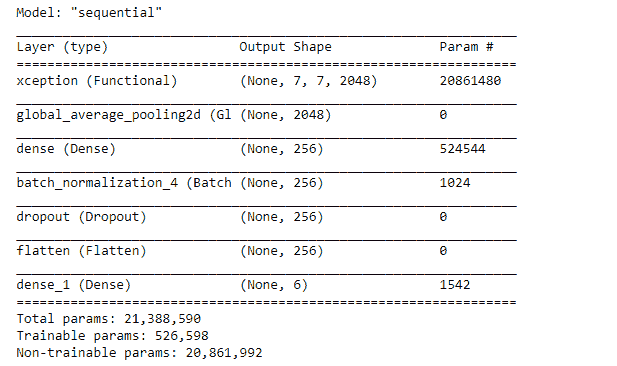 Model: "sequential"
Layer (type) Output Shape Param #
xception (Functional) (None, 7, 7, 2048) 20861480
global_average_pooling2d (Gl (None, 2048) 0
dense (Dense) (None, 256) 524544
batch_normalization_4 (Batch (None, 256) 1024
dropout (Dropout) (None, 256) 0
flatten (Flatten) (None, 256) 0
dense_1 (Dense) (None, 6) 1542
Total params: 21,388,590
Trainable params: 526,598
Non-trainable params: 20,861,992